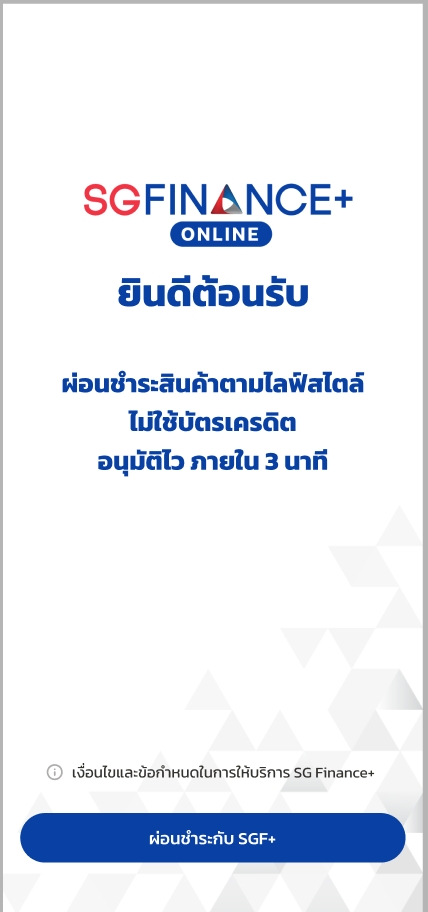 SGFINANCE+
ONLINE
ยินดีต้อนรับ
ผ่อนชำระสินค้าตามไลฟ์สไตล์
ไม่ใช้บัตรเครดิต
อนุมัติไว ภายใน 3 นาที
เงื่อนไขและข้อกำหนดในการให้บริการ SG Finance+
ผ่อนชำระกับ SGF+